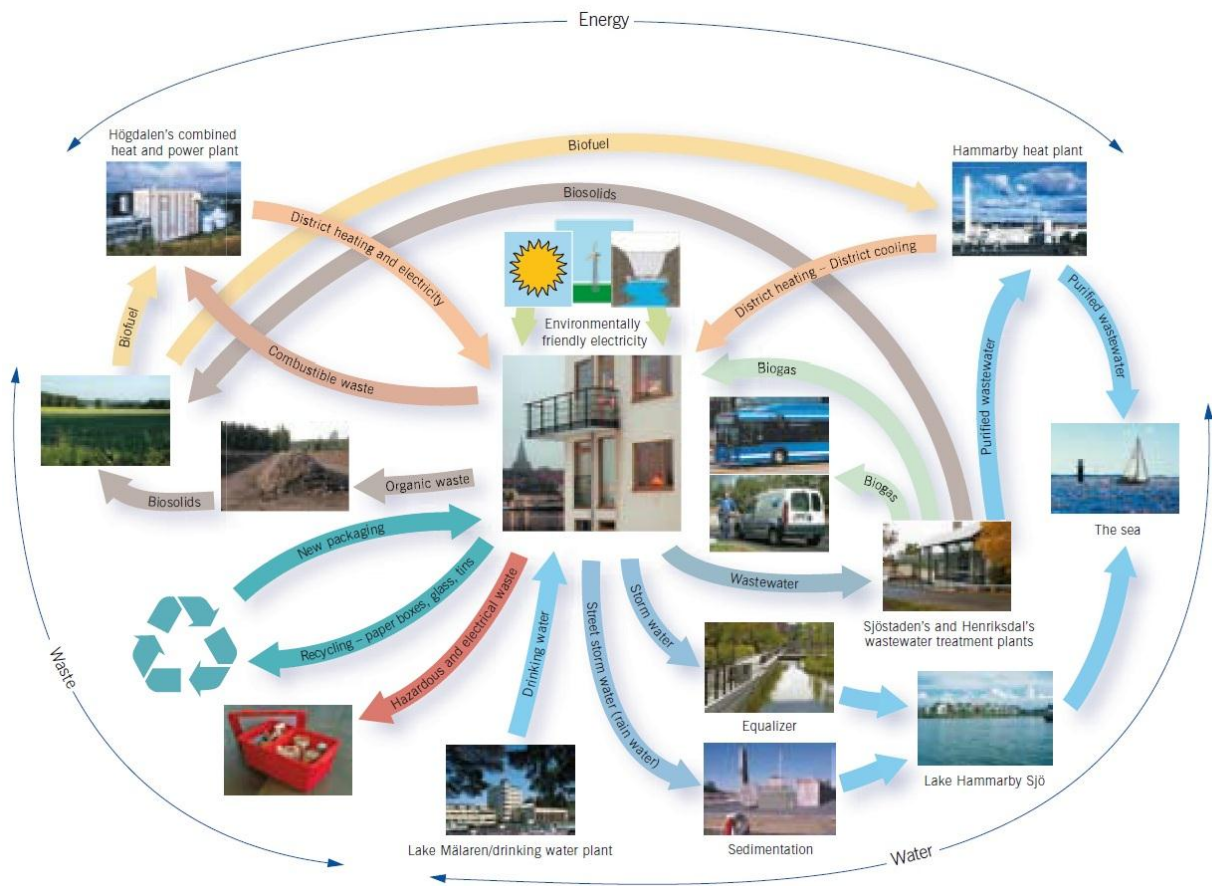 Energy
Högdalen's combined
heat and power plant
Hammarby heat plant
Biofuel
Biosolids
District heating and electricity
District heating – District cooling
Environmentally
friendly electricity
Biofuel
Combustible waste
Biogas
Purified wastewater
Purified wastewater
Organic waste
Biosolids
Biogas
The sea
New packaging
Recycling – paper boxes, glass, tins
Hazardous and electrical waste
Drinking water
Street storm water (rain water)
Storm water
Wastewater
Sjöstaden's and Henriksdal's
wastewater treatment plants
Waste
Equalizer
Lake Hammarby Sjö
Lake Mälaren/drinking water plant
Sedimentation
Water